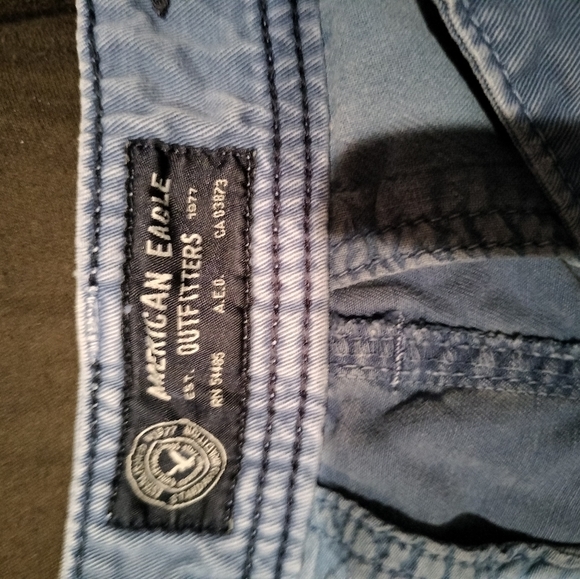 AMERICAN EAGLE
EST. OUTFITTERS 1977
RN 54485 A.E.O. CA 03873